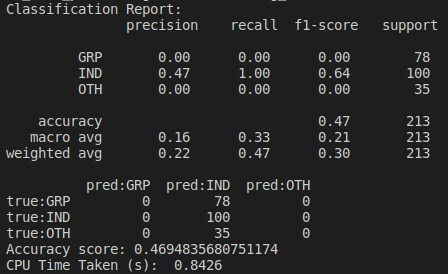 Classification Report:
precision recall f1-score support
GRP 0.00 0.00 0.00 78
IND 0.47 1.00 0.64 100
OTH 0.00 0.00 0.00 35
accuracy 0.47 213
macro avg 0.16 0.33 0.21 213
weighted avg 0.22 0.47 0.30 213
pred:GRP pred:IND pred:OTH
true:GRP 0 78 0
true:IND 0 100 0
true:OTH 0 35 0
Accuracy score: 0.4694835680751174
CPU Time Taken (s): 0.8426